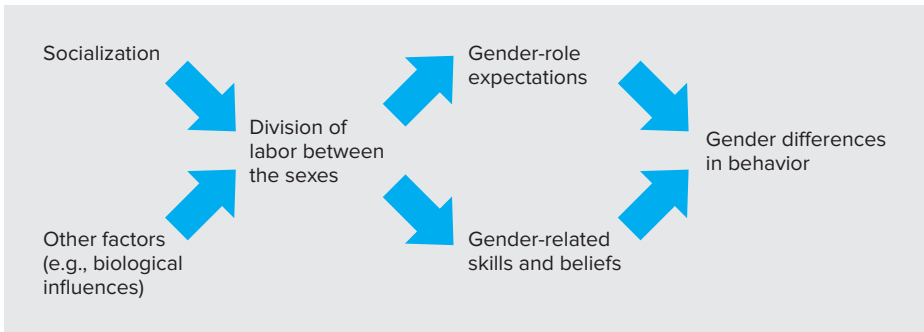 Socialization
Other factors
(e.g., biological
influences)
Division of
labor between
the sexes
Gender-role
expectations
Gender-related
skills and beliefs
Gender differences
in behavior